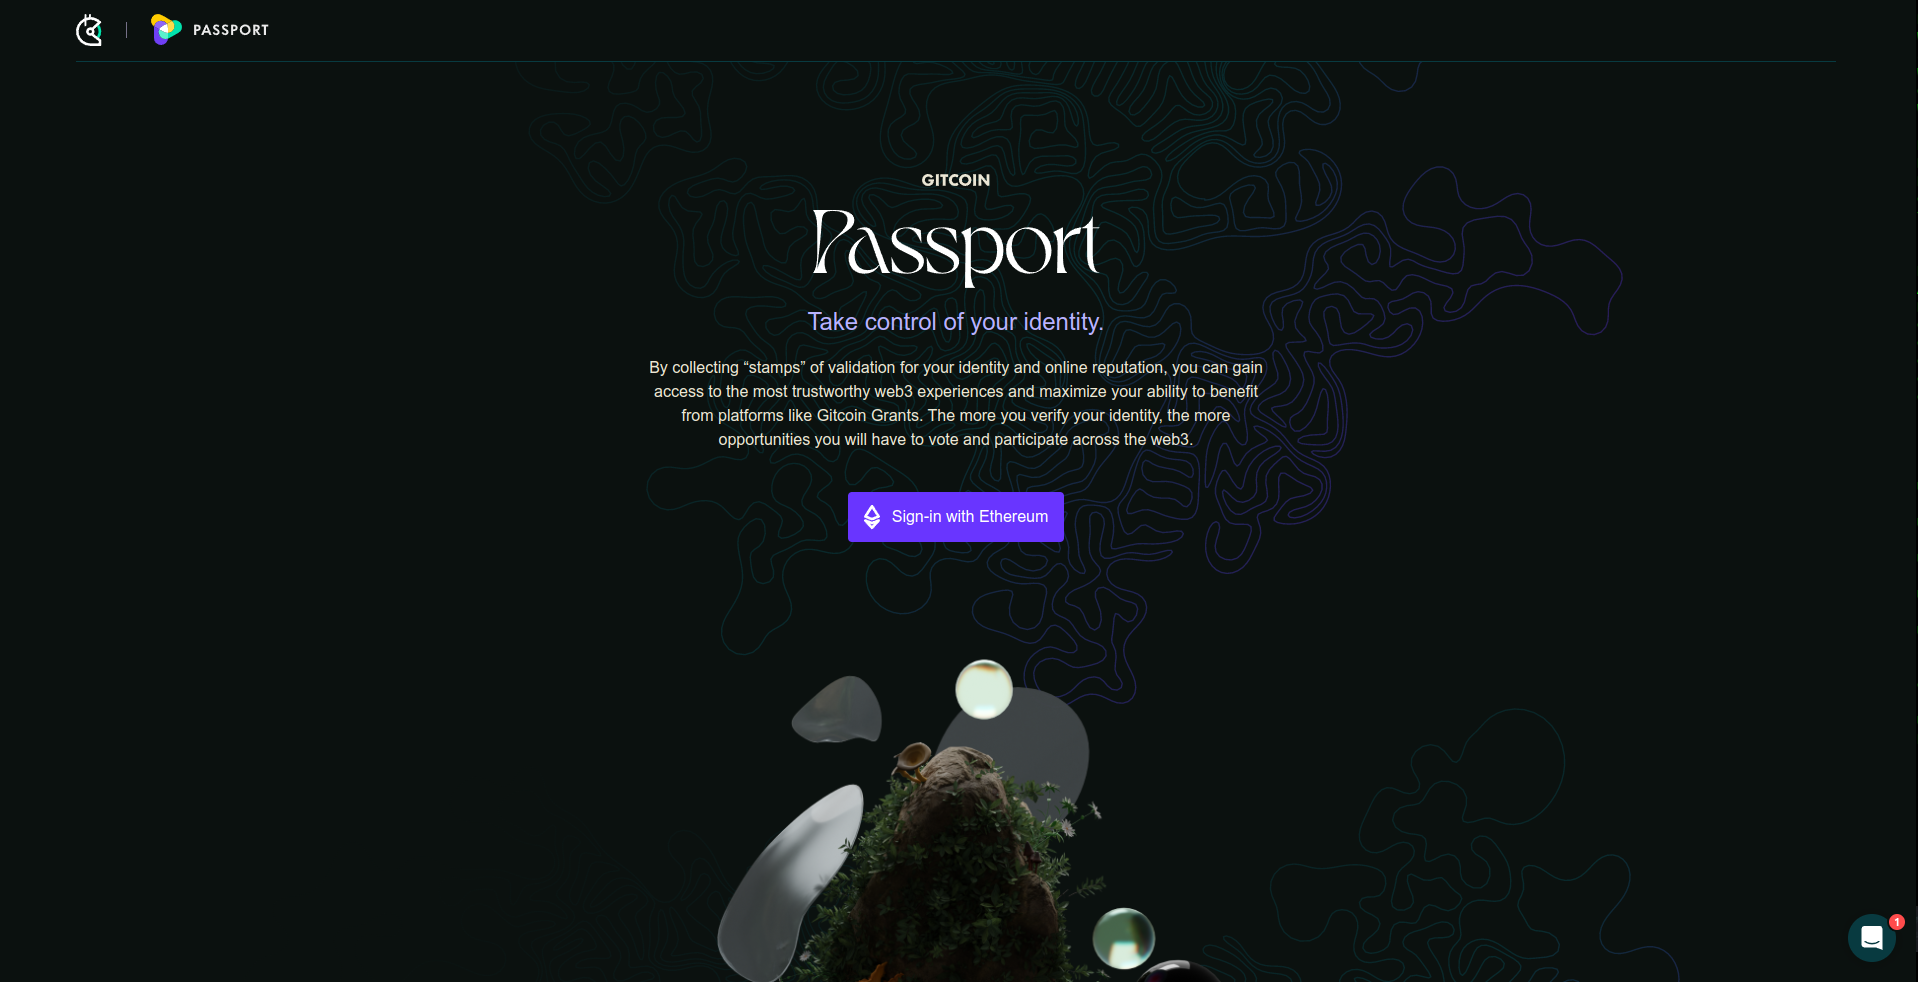 PASSPORT
GITCOIN
Passport
Take control of your identity.
By collecting “stamps” of validation for your identity and online reputation, you can gain
access to the most trustworthy web3 experiences and maximize your ability to benefit
from platforms like Gitcoin Grants. The more you verify your identity, the more
opportunities you will have to vote and participate across the web3.
Sign-in with Ethereum
1